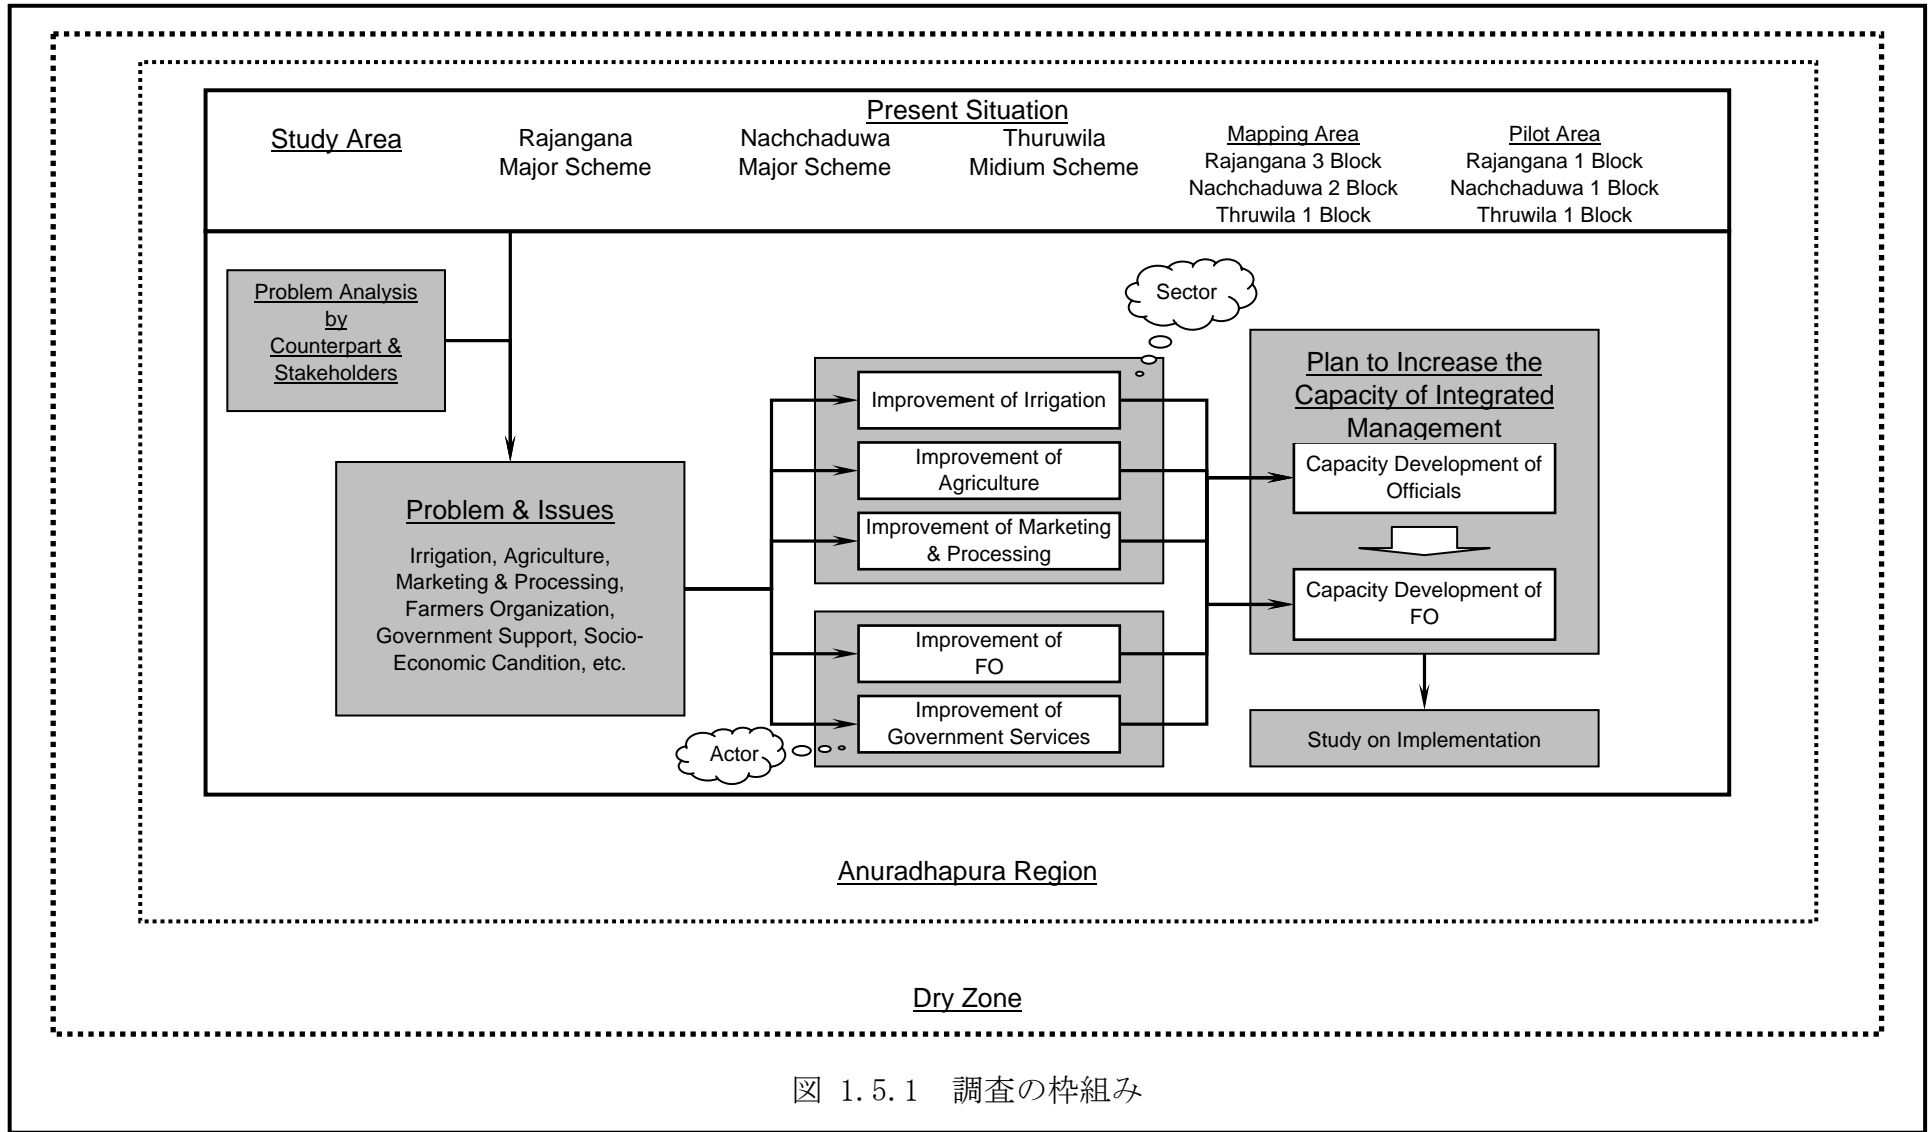 Present Situation
Study Area
Rajangana
Major Scheme
Nachchaduwa
Major Scheme
Thuruwila
Midium Scheme
Mapping Area
Rajangana 3 Block
Nachchaduwa 2 Block
Thruwila 1 Block
Pilot Area
Rajangana 1 Block
Nachchaduwa 1 Block
Thruwila 1 Block
Problem Analysis
by
Counterpart &
Stakeholders
Problem & Issues
Irrigation, Agriculture,
Marketing & Processing,
Farmers Organization,
Government Support, Socio-
Economic Candition, etc.
Sector
Improvement of Irrigation
Improvement of
Agriculture
Improvement of Marketing
& Processing
Improvement of
FO
Improvement of
Government Services
Actor
Plan to Increase the
Capacity of Integrated
Management
Capacity Development of
Officials
Capacity Development of
FO
Study on Implementation
Anuradhapura Region
Dry Zone
図 1.5.1 調査の枠組み